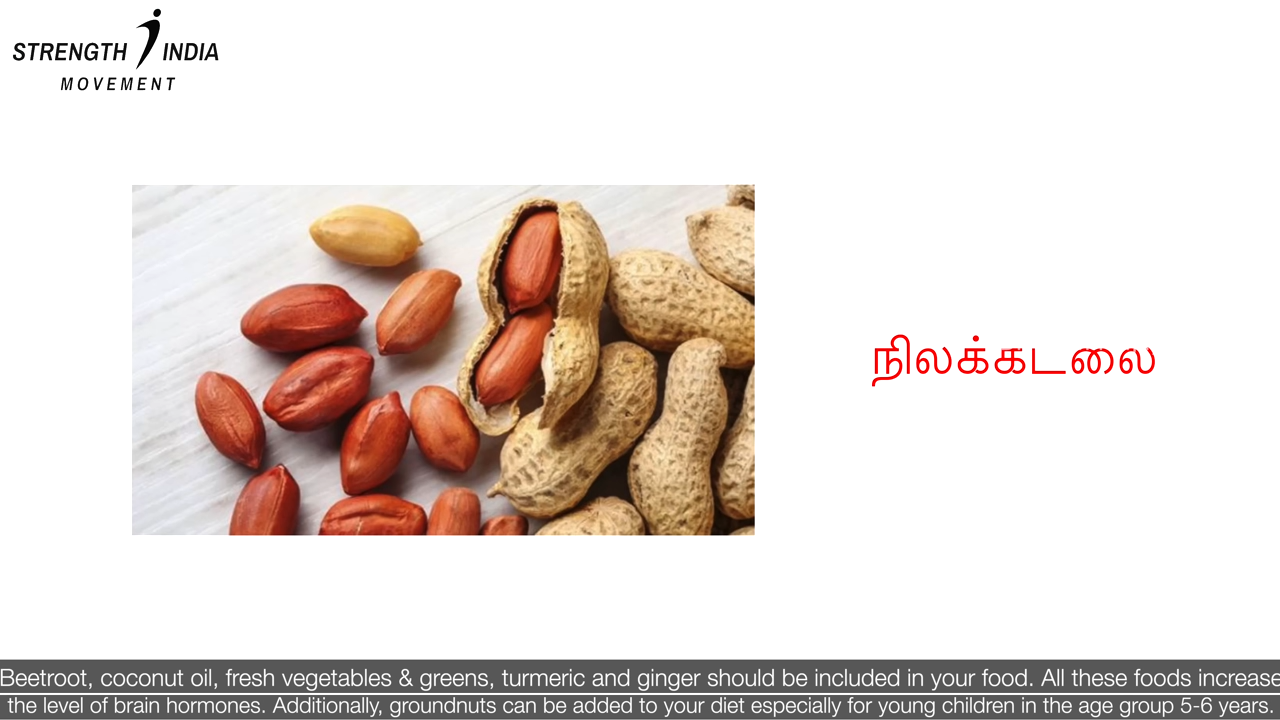 STRENGTH INDIA
MOVEMENT
நிலக்கடலை
Beetroot, coconut oil, fresh vegetables & greens, turmeric and ginger should be included in your food. All these foods increase
the level of brain hormones. Additionally, groundnuts can be added to your diet especially for young children in the age group 5-6 years.